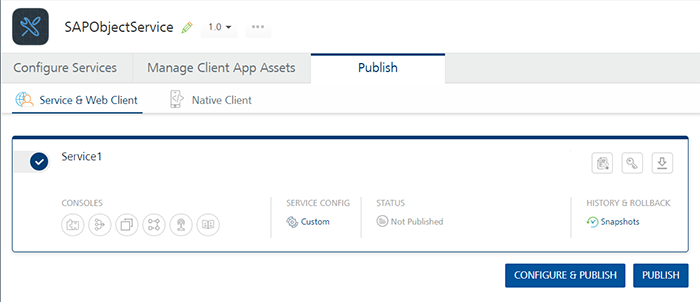 SAPObjectService 1.0
Configure Services Manage Client App Assets Publish
Service & Web Client Native Client
Service1
CONSOLES SERVICE CONFIG STATUS HISTORY & ROLLBACK
Custom Not Published Snapshots
CONFIGURE & PUBLISH PUBLISH